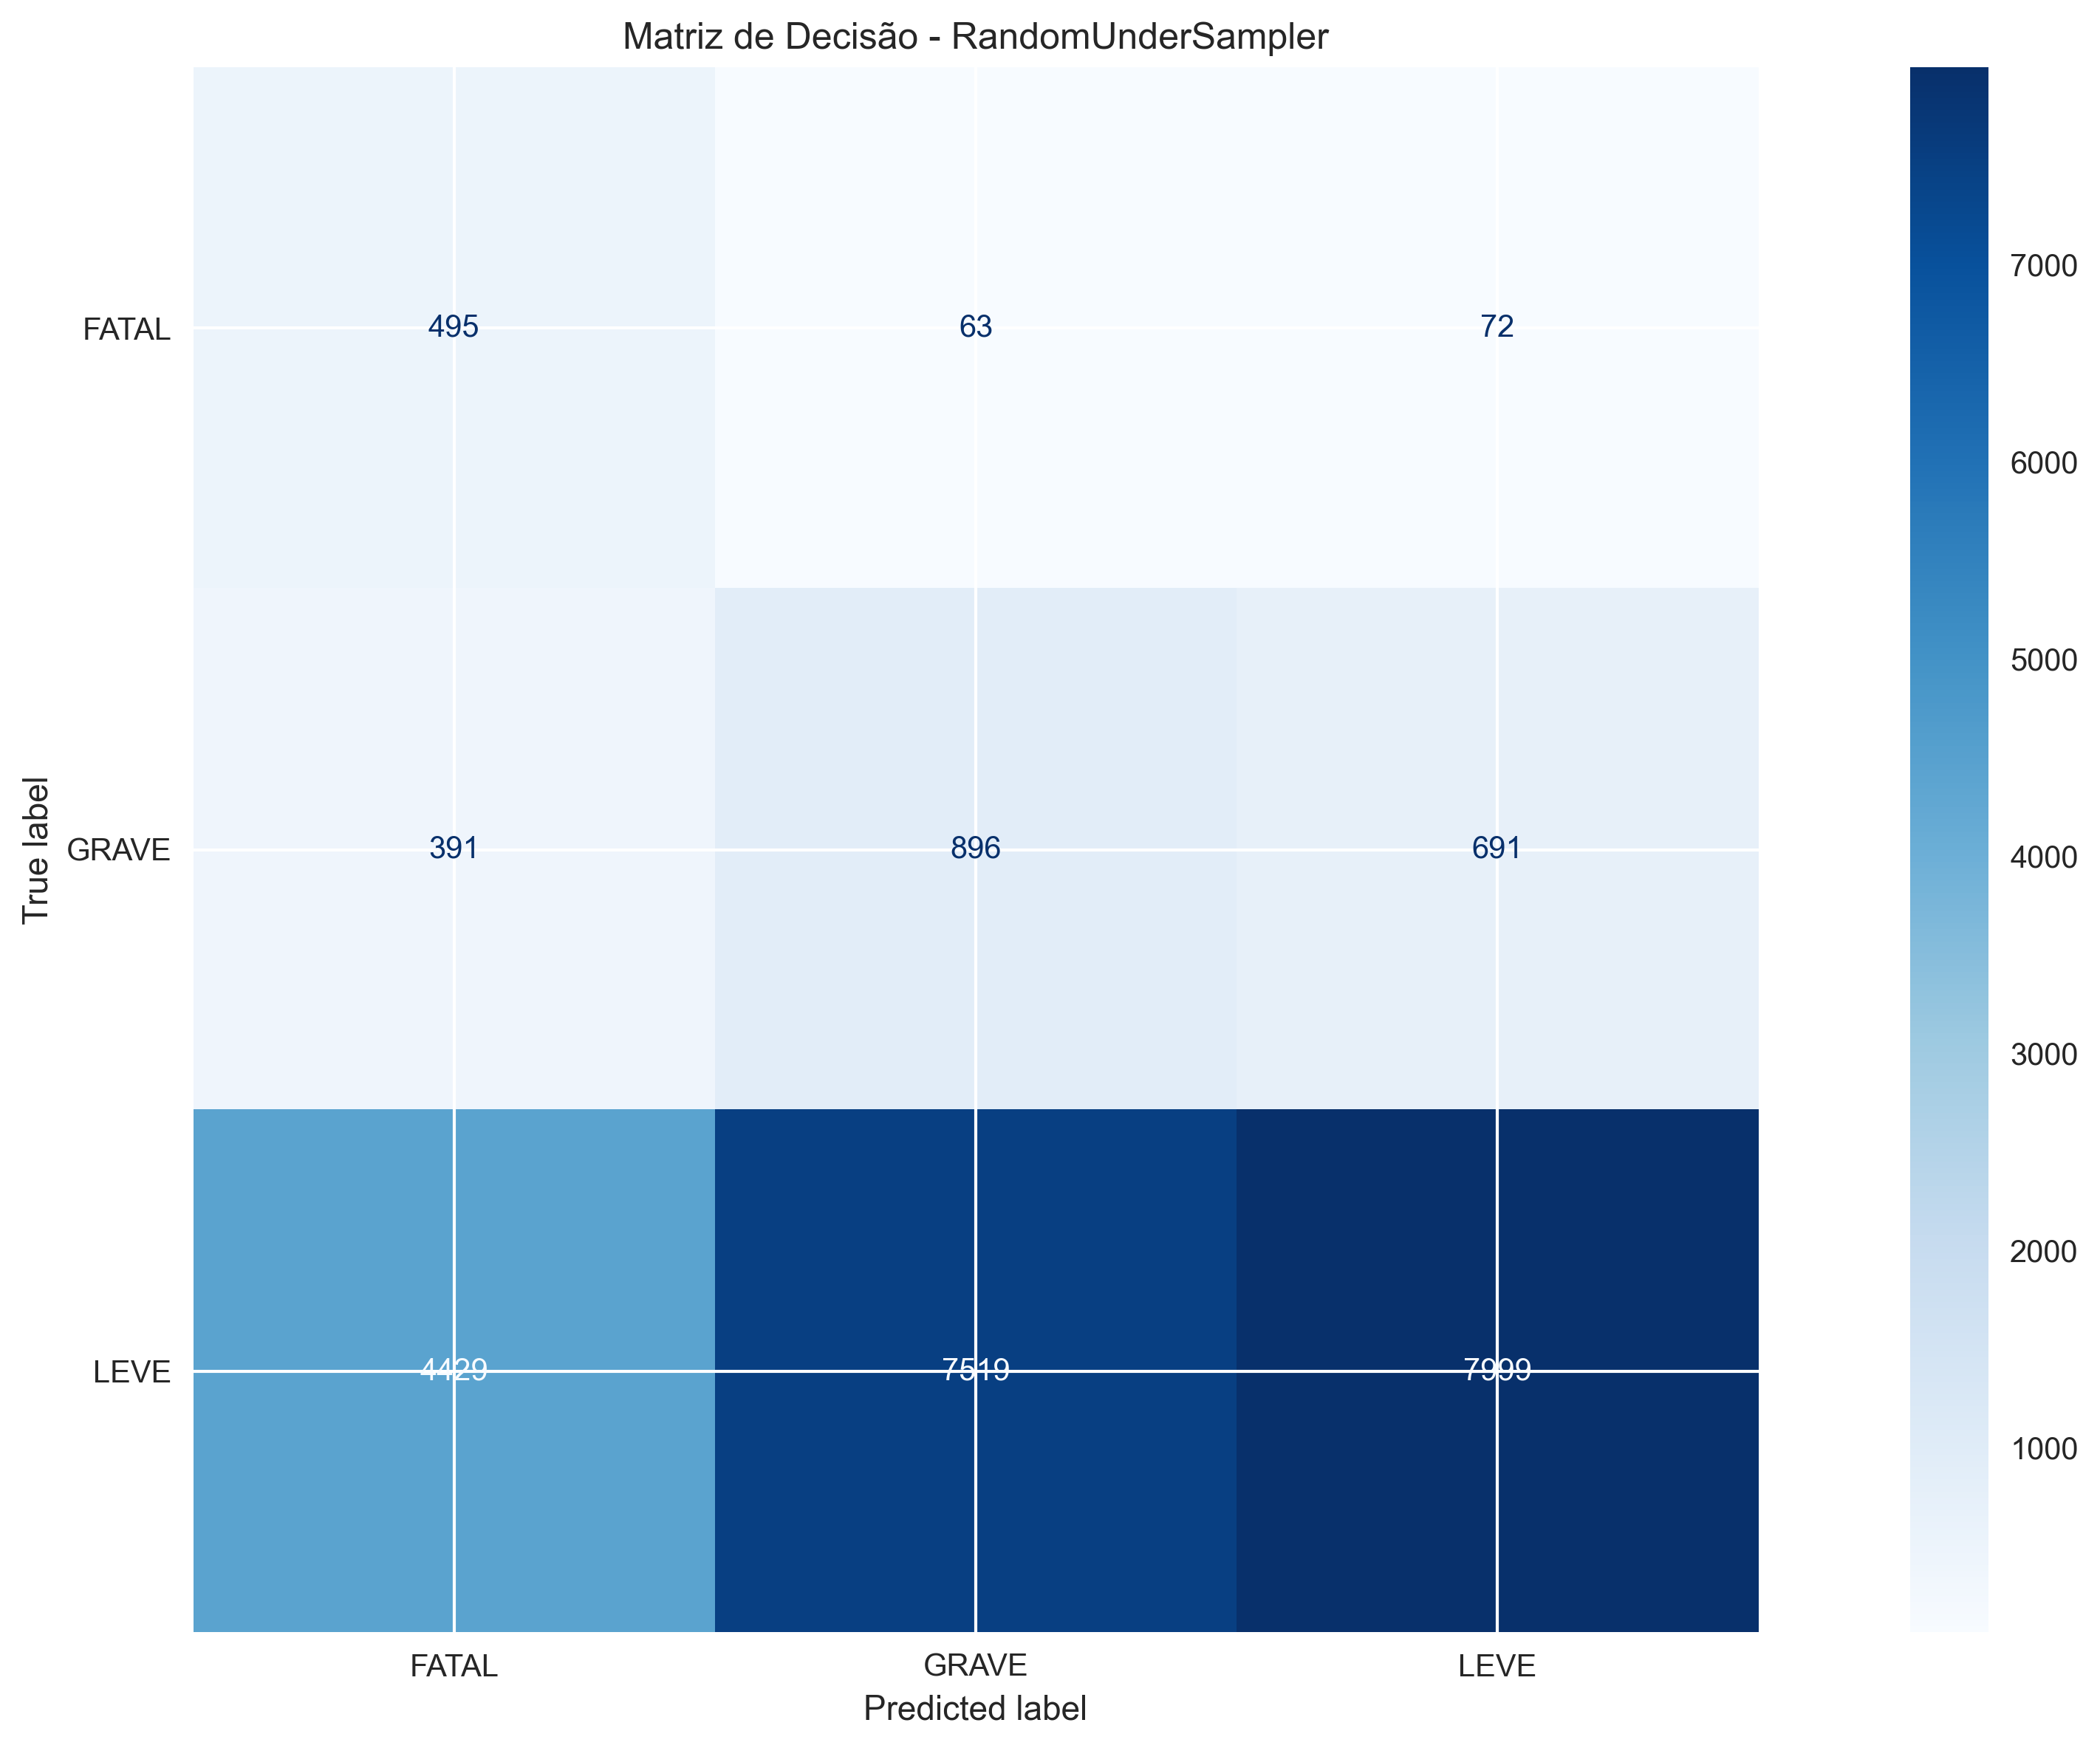 Matriz de Decisão - RandomUnderSampler
FATAL
495
63
72
GRAVE
391
896
691
LEVE
4429
7519
7999
FATAL
GRAVE
LEVE
Predicted label
True label
7000
6000
5000
4000
3000
2000
1000